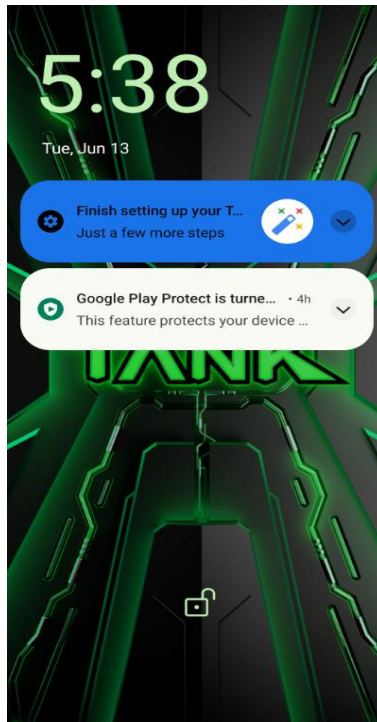 5:38
Tue, Jun 13
Finish setting up your T...
Just a few more steps
Google Play Protect is turne... • 4h
This feature protects your device ...
TANK